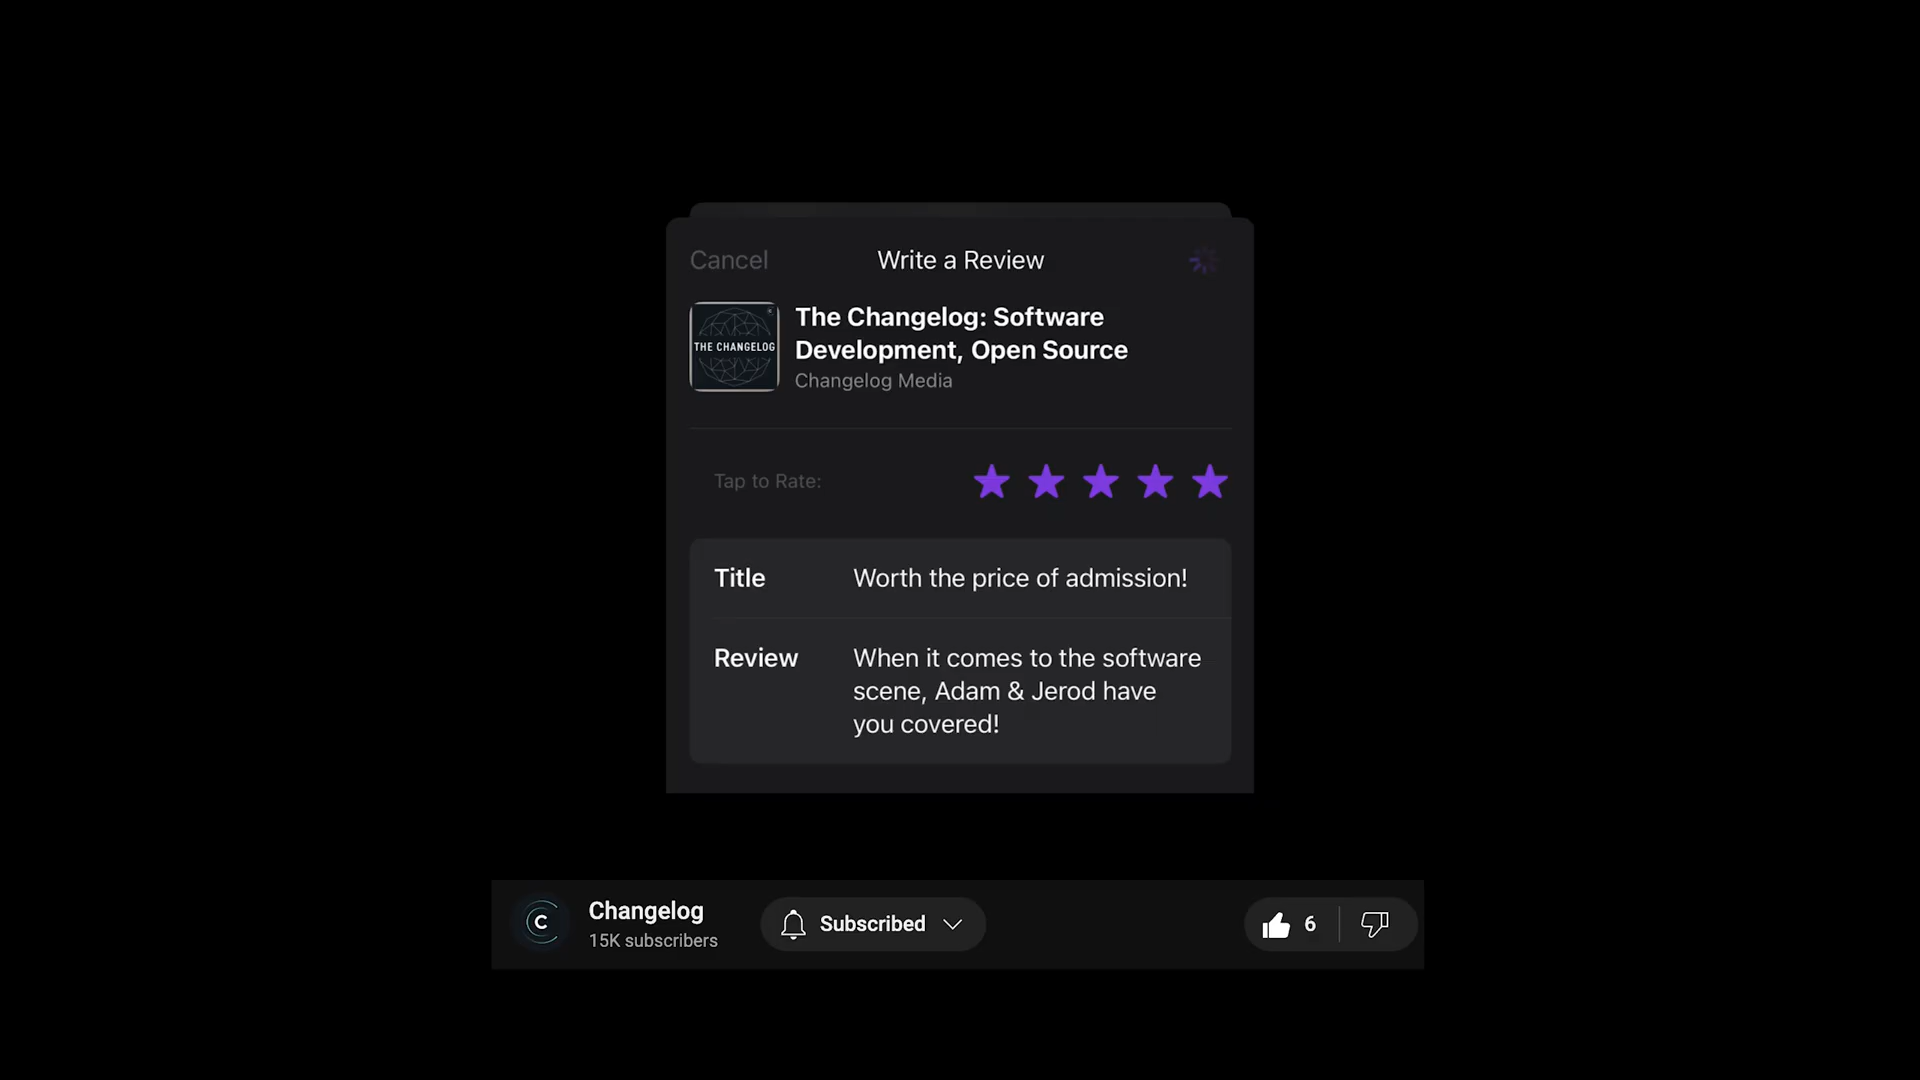 Cancel
Write a Review
THE CHANGELOG
The Changelog: Software
Development, Open Source
Changelog Media
Tap to Rate:
Title
Worth the price of admission!
Review
When it comes to the software
scene, Adam & Jerod have
you covered!
C
Changelog
15K subscribers
Subscribed
6